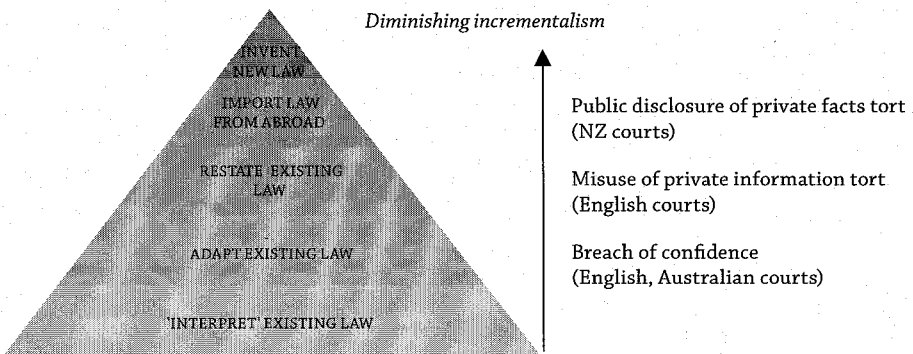 Diminishing incrementalism
INVENT
NEW LAW
IMPORT LAW
FROM ABROAD
RESTATE EXISTING
LAW
ADAPT EXISTING LAW
'INTERPRET' EXISTING LAW
Public disclosure of private facts tort
(NZ courts)
Misuse of private information tort
(English courts)
Breach of confidence
(English, Australian courts)